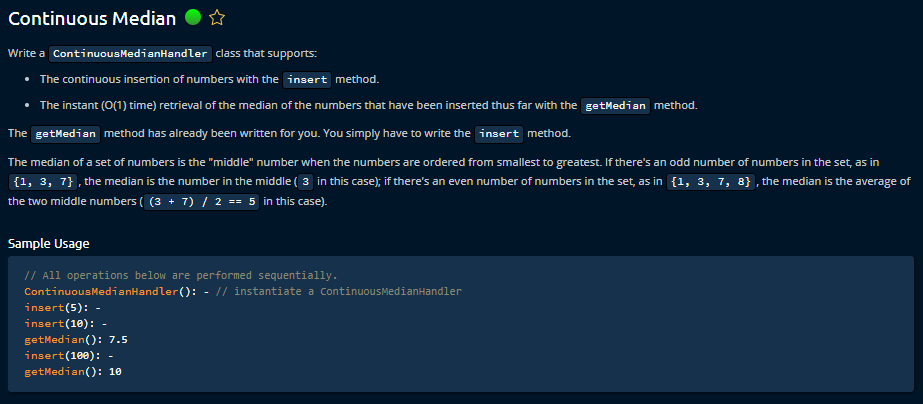 Continuous Median
Write a ContinuousMedianHandler class that supports:
• The continuous insertion of numbers with the insert method.
• The instant (O(1) time) retrieval of the median of the numbers that have been inserted thus far with the getMedian method.
The getMedian method has already been written for you. You simply have to write the insert method.
The median of a set of numbers is the "middle" number when the numbers are ordered from smallest to greatest. If there's an odd number of numbers in the set, as in
{1, 3, 7}, the median is the number in the middle (3 in this case); if there's an even number of numbers in the set, as in {1, 3, 7, 8}, the median is the average of
the two middle numbers ((3 + 7) / 2 == 5 in this case).
Sample Usage
// All operations below are performed sequentially.
ContinuousMedianHandler(): - // instantiate a ContinuousMedianHandler
insert(5): -
insert(10): -
getMedian(): 7.5
insert(100): -
getMedian(): 10